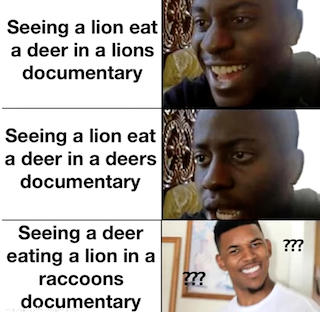 Seeing a lion eat
a deer in a lions
documentary
Seeing a lion eat
a deer in a deers
documentary
Seeing a deer
eating a lion in a
raccoons
documentary
???
???